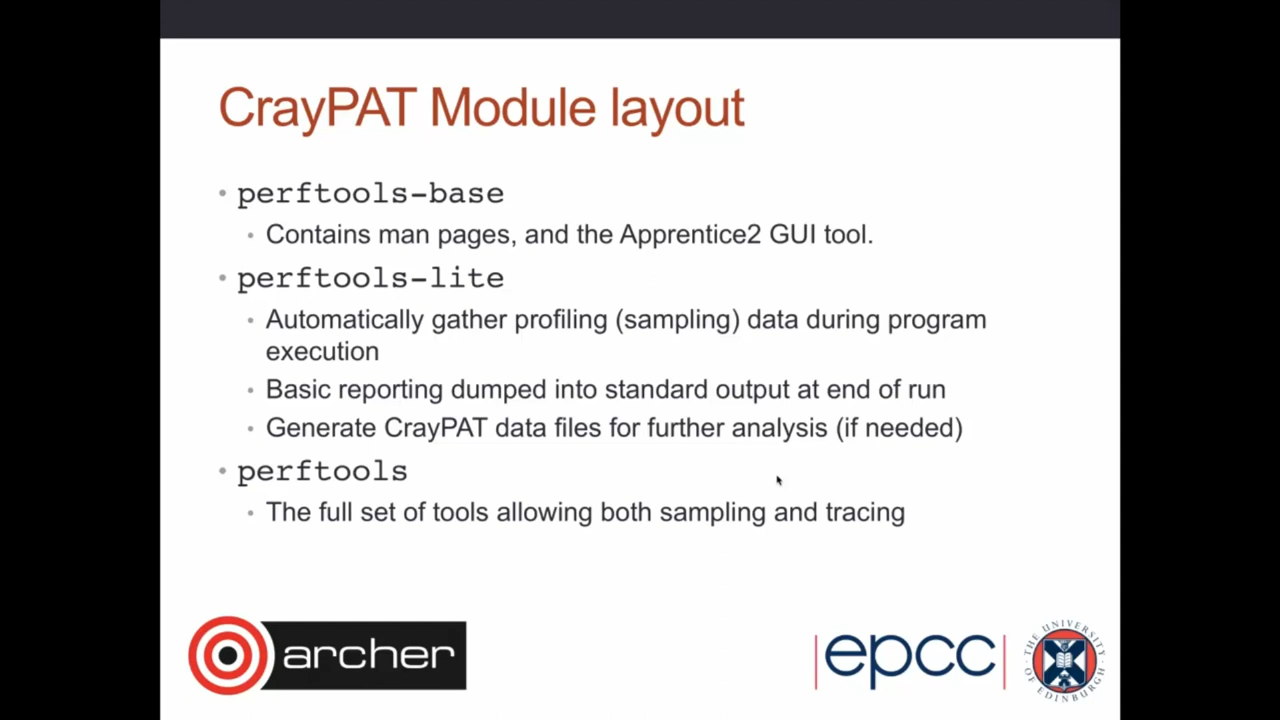 CrayPAT Module layout
• perftools-base
• Contains man pages, and the Apprentice2 GUI tool.
• perftools-lite
• Automatically gather profiling (sampling) data during program
execution
• Basic reporting dumped into standard output at end of run
• Generate CrayPAT data files for further analysis (if needed)
• perftools
• The full set of tools allowing both sampling and tracing
archer
epcc
THE UNIVERSITY
OF EDINBURGH